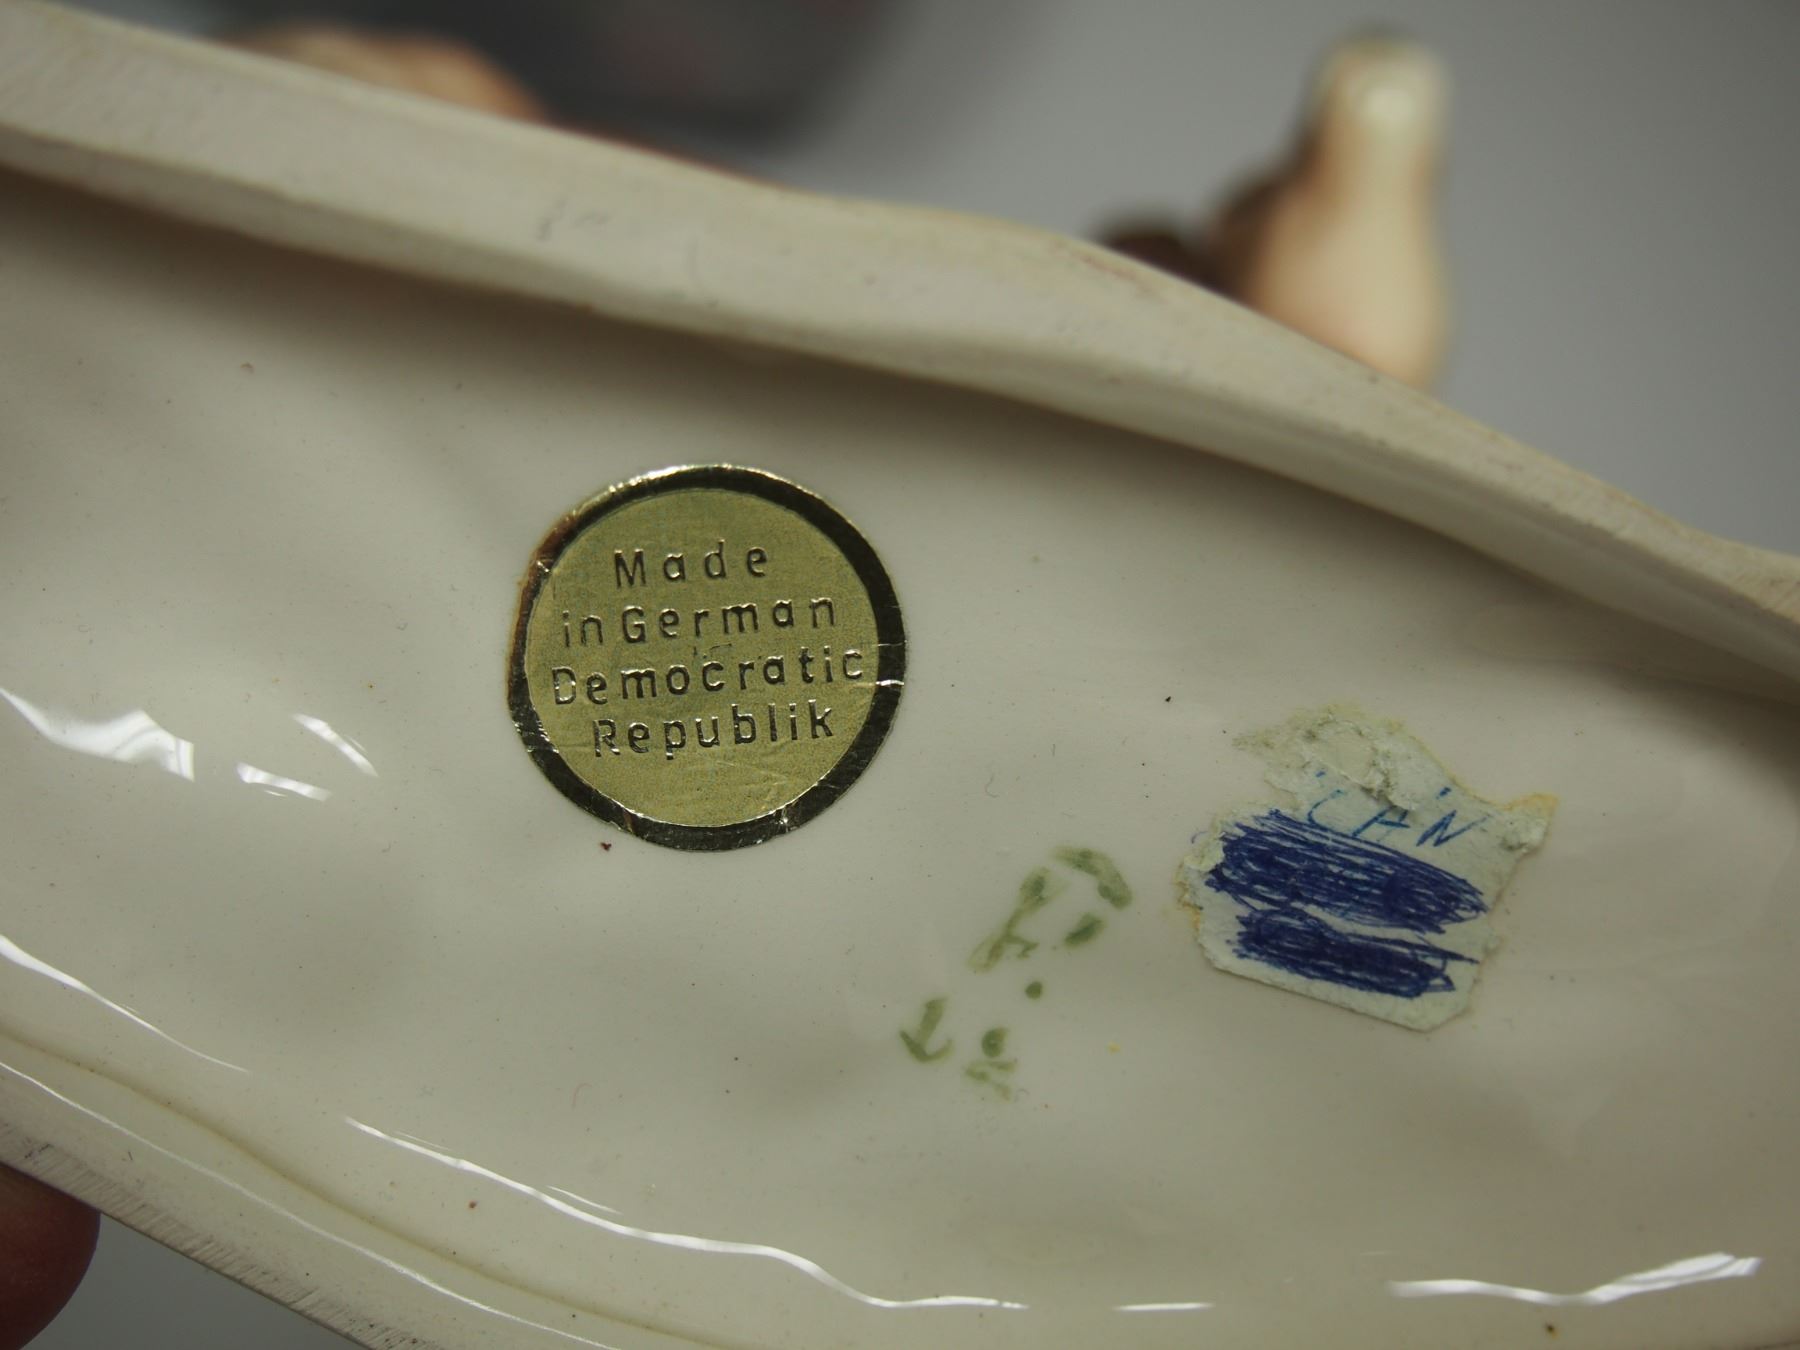 Made
in German
Democratic
Republik